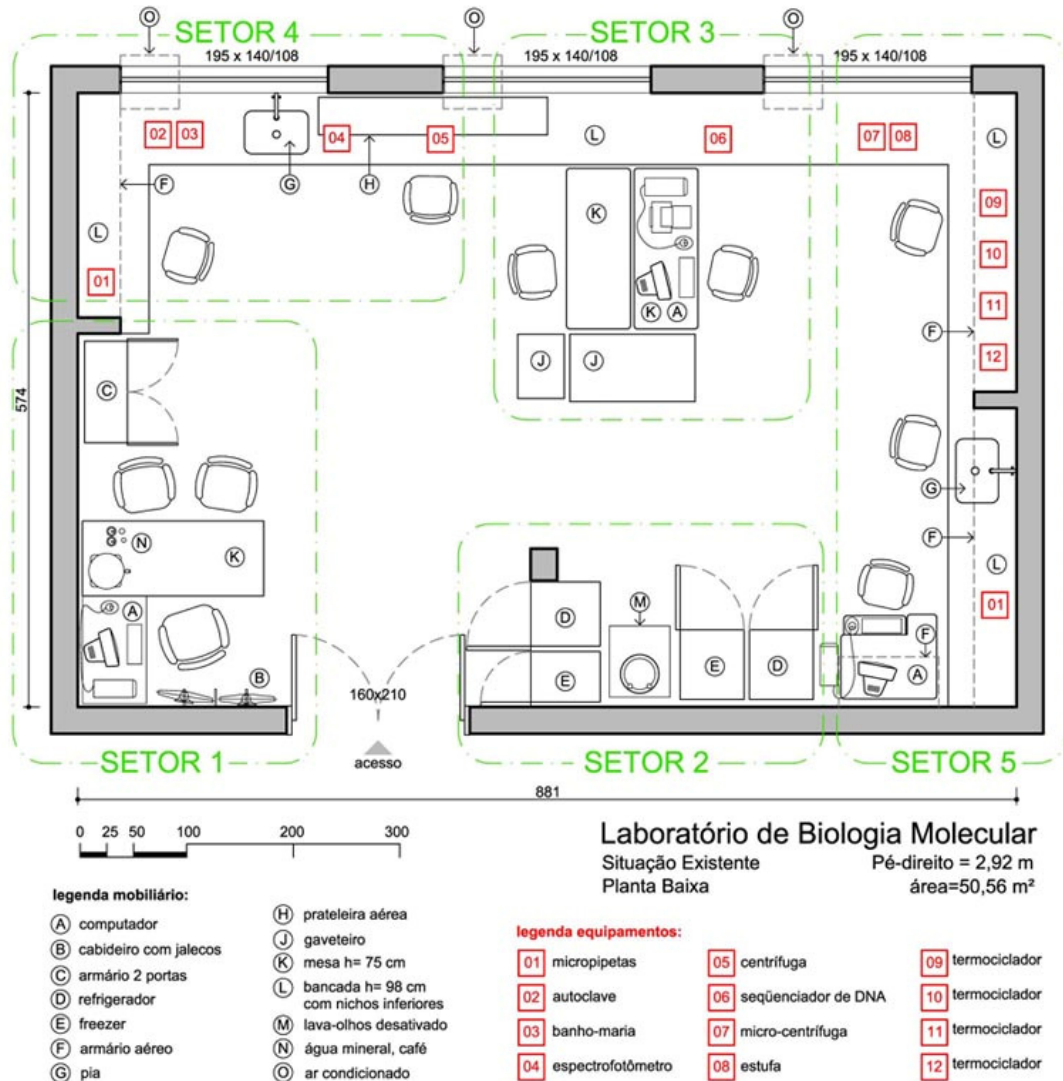 O
O
O
SETOR 4
SETOR 3
195 x 140/108
195 x 140/108
195 x 140/108
02 03
04
05
L
06
07 08
L
G
H
F
K
09
L
10
01
K A
11
F
12
J
J
C
574
G
N
K
F
L
M
D
01
A
F
E
E
D
A
B
160x210
SETOR 1
acesso
SETOR 2
SETOR 5
881
0 25 50 100 200 300
Laboratório de Biologia Molecular
Situação Existente Pé-direito = 2,92 m
Planta Baixa área=50,56 m²
legenda mobiliário:
A computador
B cabideiro com jalecos
C armário 2 portas
D refrigerador
E freezer
F armário aéreo
G pia
H prateleira aérea
J gaveteiro
K mesa h= 75 cm
L bancada h= 98 cm
com nichos inferiores
M lava-olhos desativado
N água mineral, café
O ar condicionado
legenda equipamentos:
01 micropipetas
02 autoclave
03 banho-maria
04 espectrofotômetro
05 centrífuga
06 seqüenciador de DNA
07 micro-centrífuga
08 estufa
09 termociclador
10 termociclador
11 termociclador
12 termociclador